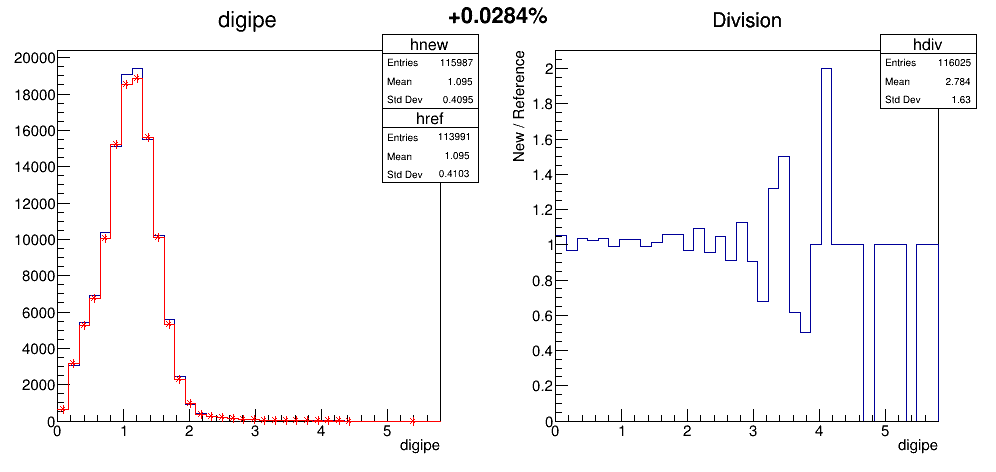 +0.0284%
digipe
hnew
Entries 115987
Mean 1.095
Std Dev 0.4095
href
Entries 113991
Mean 1.095
Std Dev 0.4103
20000
18000
16000
14000
12000
10000
8000
6000
4000
2000
0
0 1 2 3 4 5
digipe
Division
hdiv
Entries 116025
Mean 2.784
Std Dev 1.63
New / Reference
2
1.8
1.6
1.4
1.2
1
0.8
0.6
0.4
0.2
0
0 1 2 3 4 5
digipe